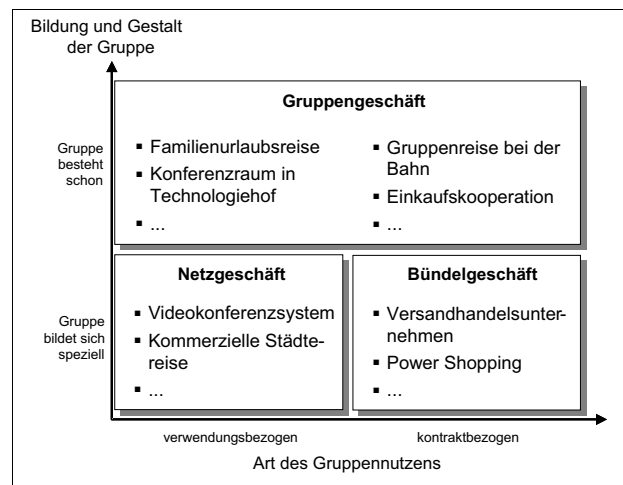 Bildung und Gestalt
der Gruppe
Gruppengeschäft
Gruppe
besteht
schon
▪ Familienurlaubsreise
▪ Konferenzraum in
Technologiehof
▪ ...
▪ Gruppenreise bei der
Bahn
▪ Einkaufskooperation
▪ ...
Gruppe
bildet sich
speziell
Netzgeschäft
▪ Videokonferenzsystem
▪ Kommerzielle Städte-
reise
▪ ...
Bündelgeschäft
▪ Versandhandelsunter-
nehmen
▪ Power Shopping
▪ ...
verwendungsbezogen
kontraktbezogen
Art des Gruppennutzens